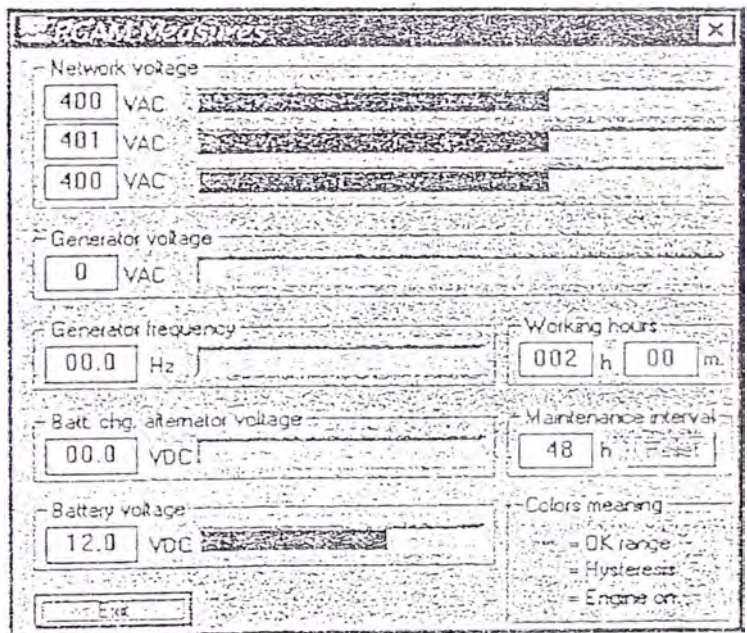 RGAM Measures
Network voltage
400 VAC
401 VAC
400 VAC
Generator voltage
0 VAC
Generator frequency
00.0 Hz
Working hours
002 h 00 m.
Batt. chg. alternator voltage
00.0 VDC
Maintenance interval
48 h Reset
Battery voltage
12.0 VDC
Colors meaning
= OK range
= Hysteresis
= Engine on
Exit